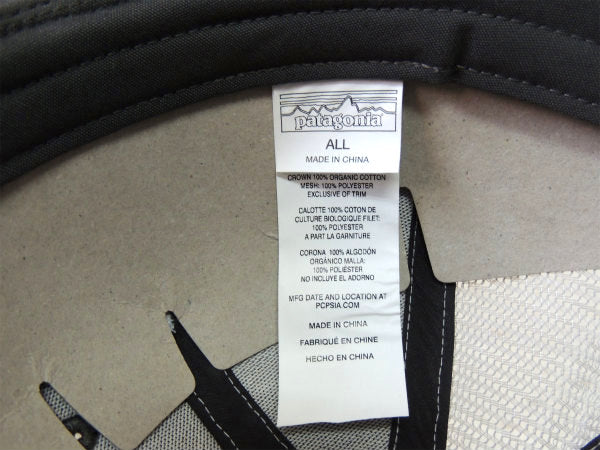 patagonia
ALL
MADE IN CHINA
CROWN 100% ORGANIC COTTON
MESH: 100% POLYESTER
EXCLUSIVE OF TRIM
CALOTTE 100% COTON DE
CULTURE BIOLOGIQUE FILET:
100% POLYESTER
A PART LA GARNITURE
CORONA 100% ALGODÓN
ORGÁNICO MALLA:
100% POLIÉSTER
NO INCLUYE EL ADORNO
MFG DATE AND LOCATION AT
PCPSIA.COM
MADE IN CHINA
FABRIQUÉ EN CHINE
HECHO EN CHINA